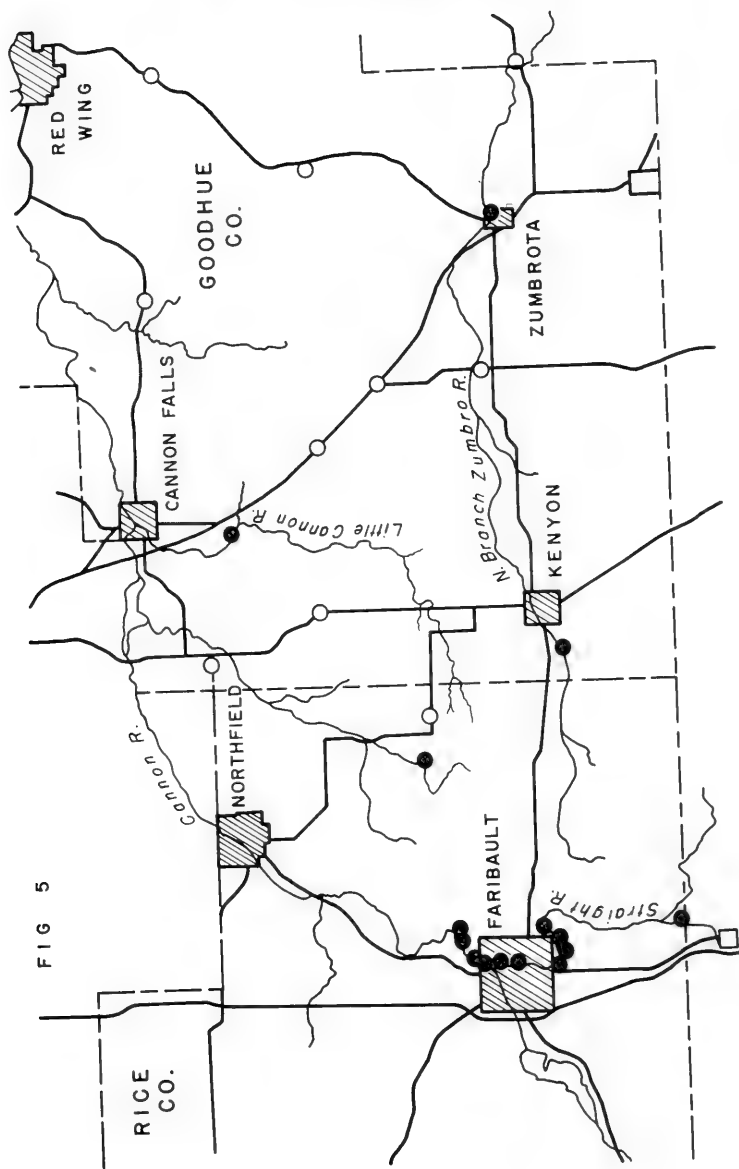 FIG 5
RICE
CO.
GOODHUE
CO.
RED
WING
CANNON FALLS
Cannon R.
NORTHFIELD
Little Cannon R.
N. Branch Zumbro R.
ZUMBROTA
KENYON
FARIBAULT
Straight R.